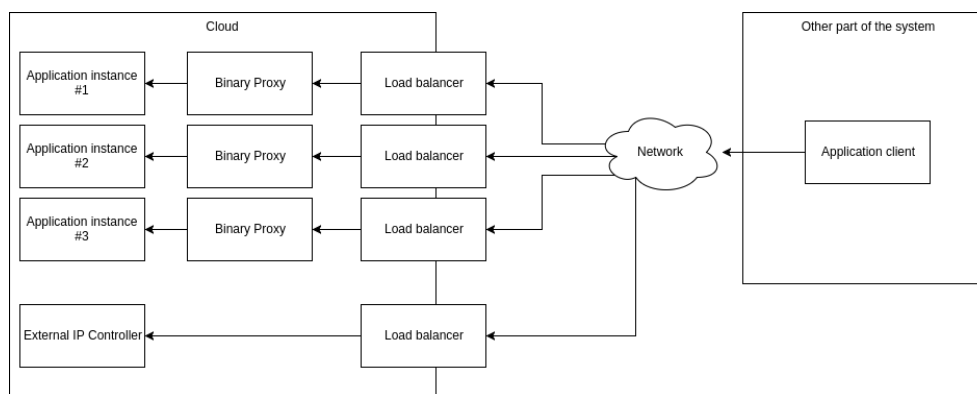 Cloud
Other part of the system
Application instance
#1
Binary Proxy
Load balancer
Application instance
#2
Binary Proxy
Load balancer
Network
Application client
Application instance
#3
Binary Proxy
Load balancer
External IP Controller
Load balancer